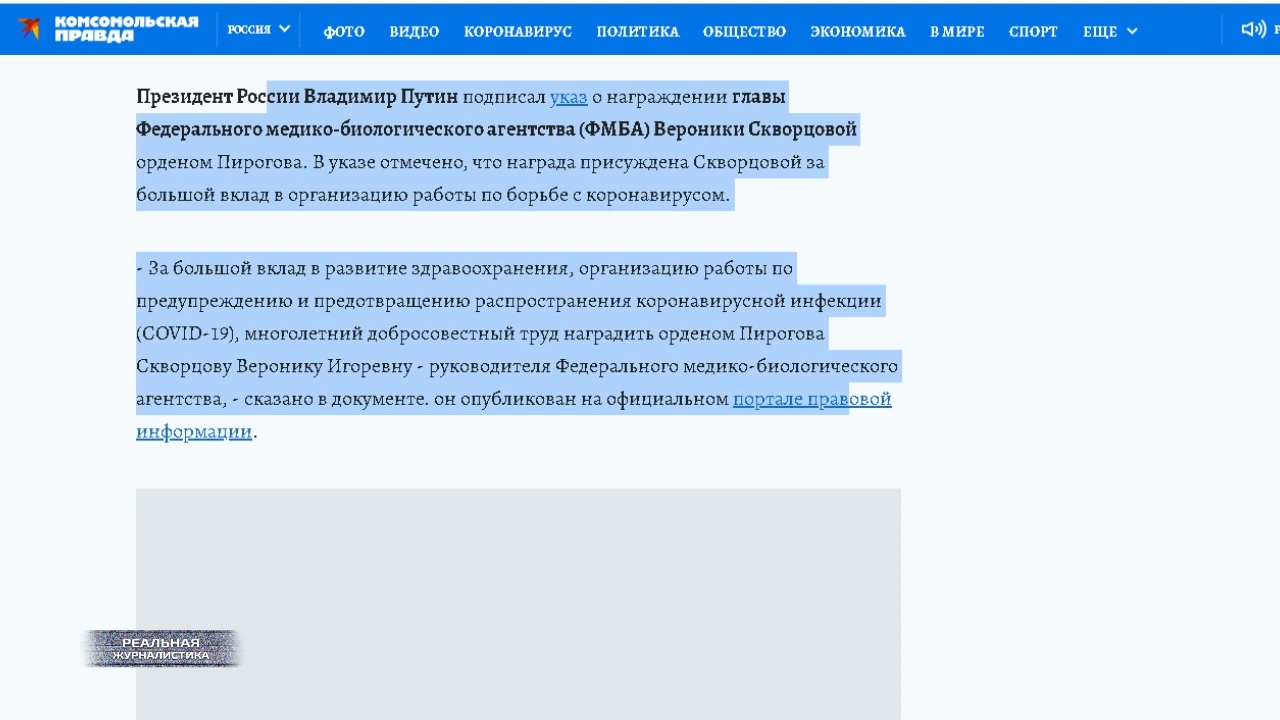 КОМСОМОЛЬСКАЯ
ПРАВДА
РОССИЯ
ФОТО ВИДЕО КОРОНАВИРУС ПОЛИТИКА ОБЩЕСТВО ЭКОНОМИКА В МИРЕ СПОРТ ЕЩЕ
Президент России Владимир Путин подписал указ о награждении главы
Федерального медико-биологического агентства (ФМБА) Вероники Скворцовой
орденом Пирогова. В указе отмечено, что награда присуждена Скворцовой за
большой вклад в организацию работы по борьбе с коронавирусом.
- За большой вклад в развитие здравоохранения, организацию работы по
предупреждению и предотвращению распространения коронавирусной инфекции
(COVID-19), многолетний добросовестный труд наградить орденом Пирогова
Скворцову Веронику Игоревну - руководителя Федерального медико-биологического
агентства, - сказано в документе. он опубликован на официальном портале правовой
информации.
РЕАЛЬНАЯ
ЖУРНАЛИСТИКА